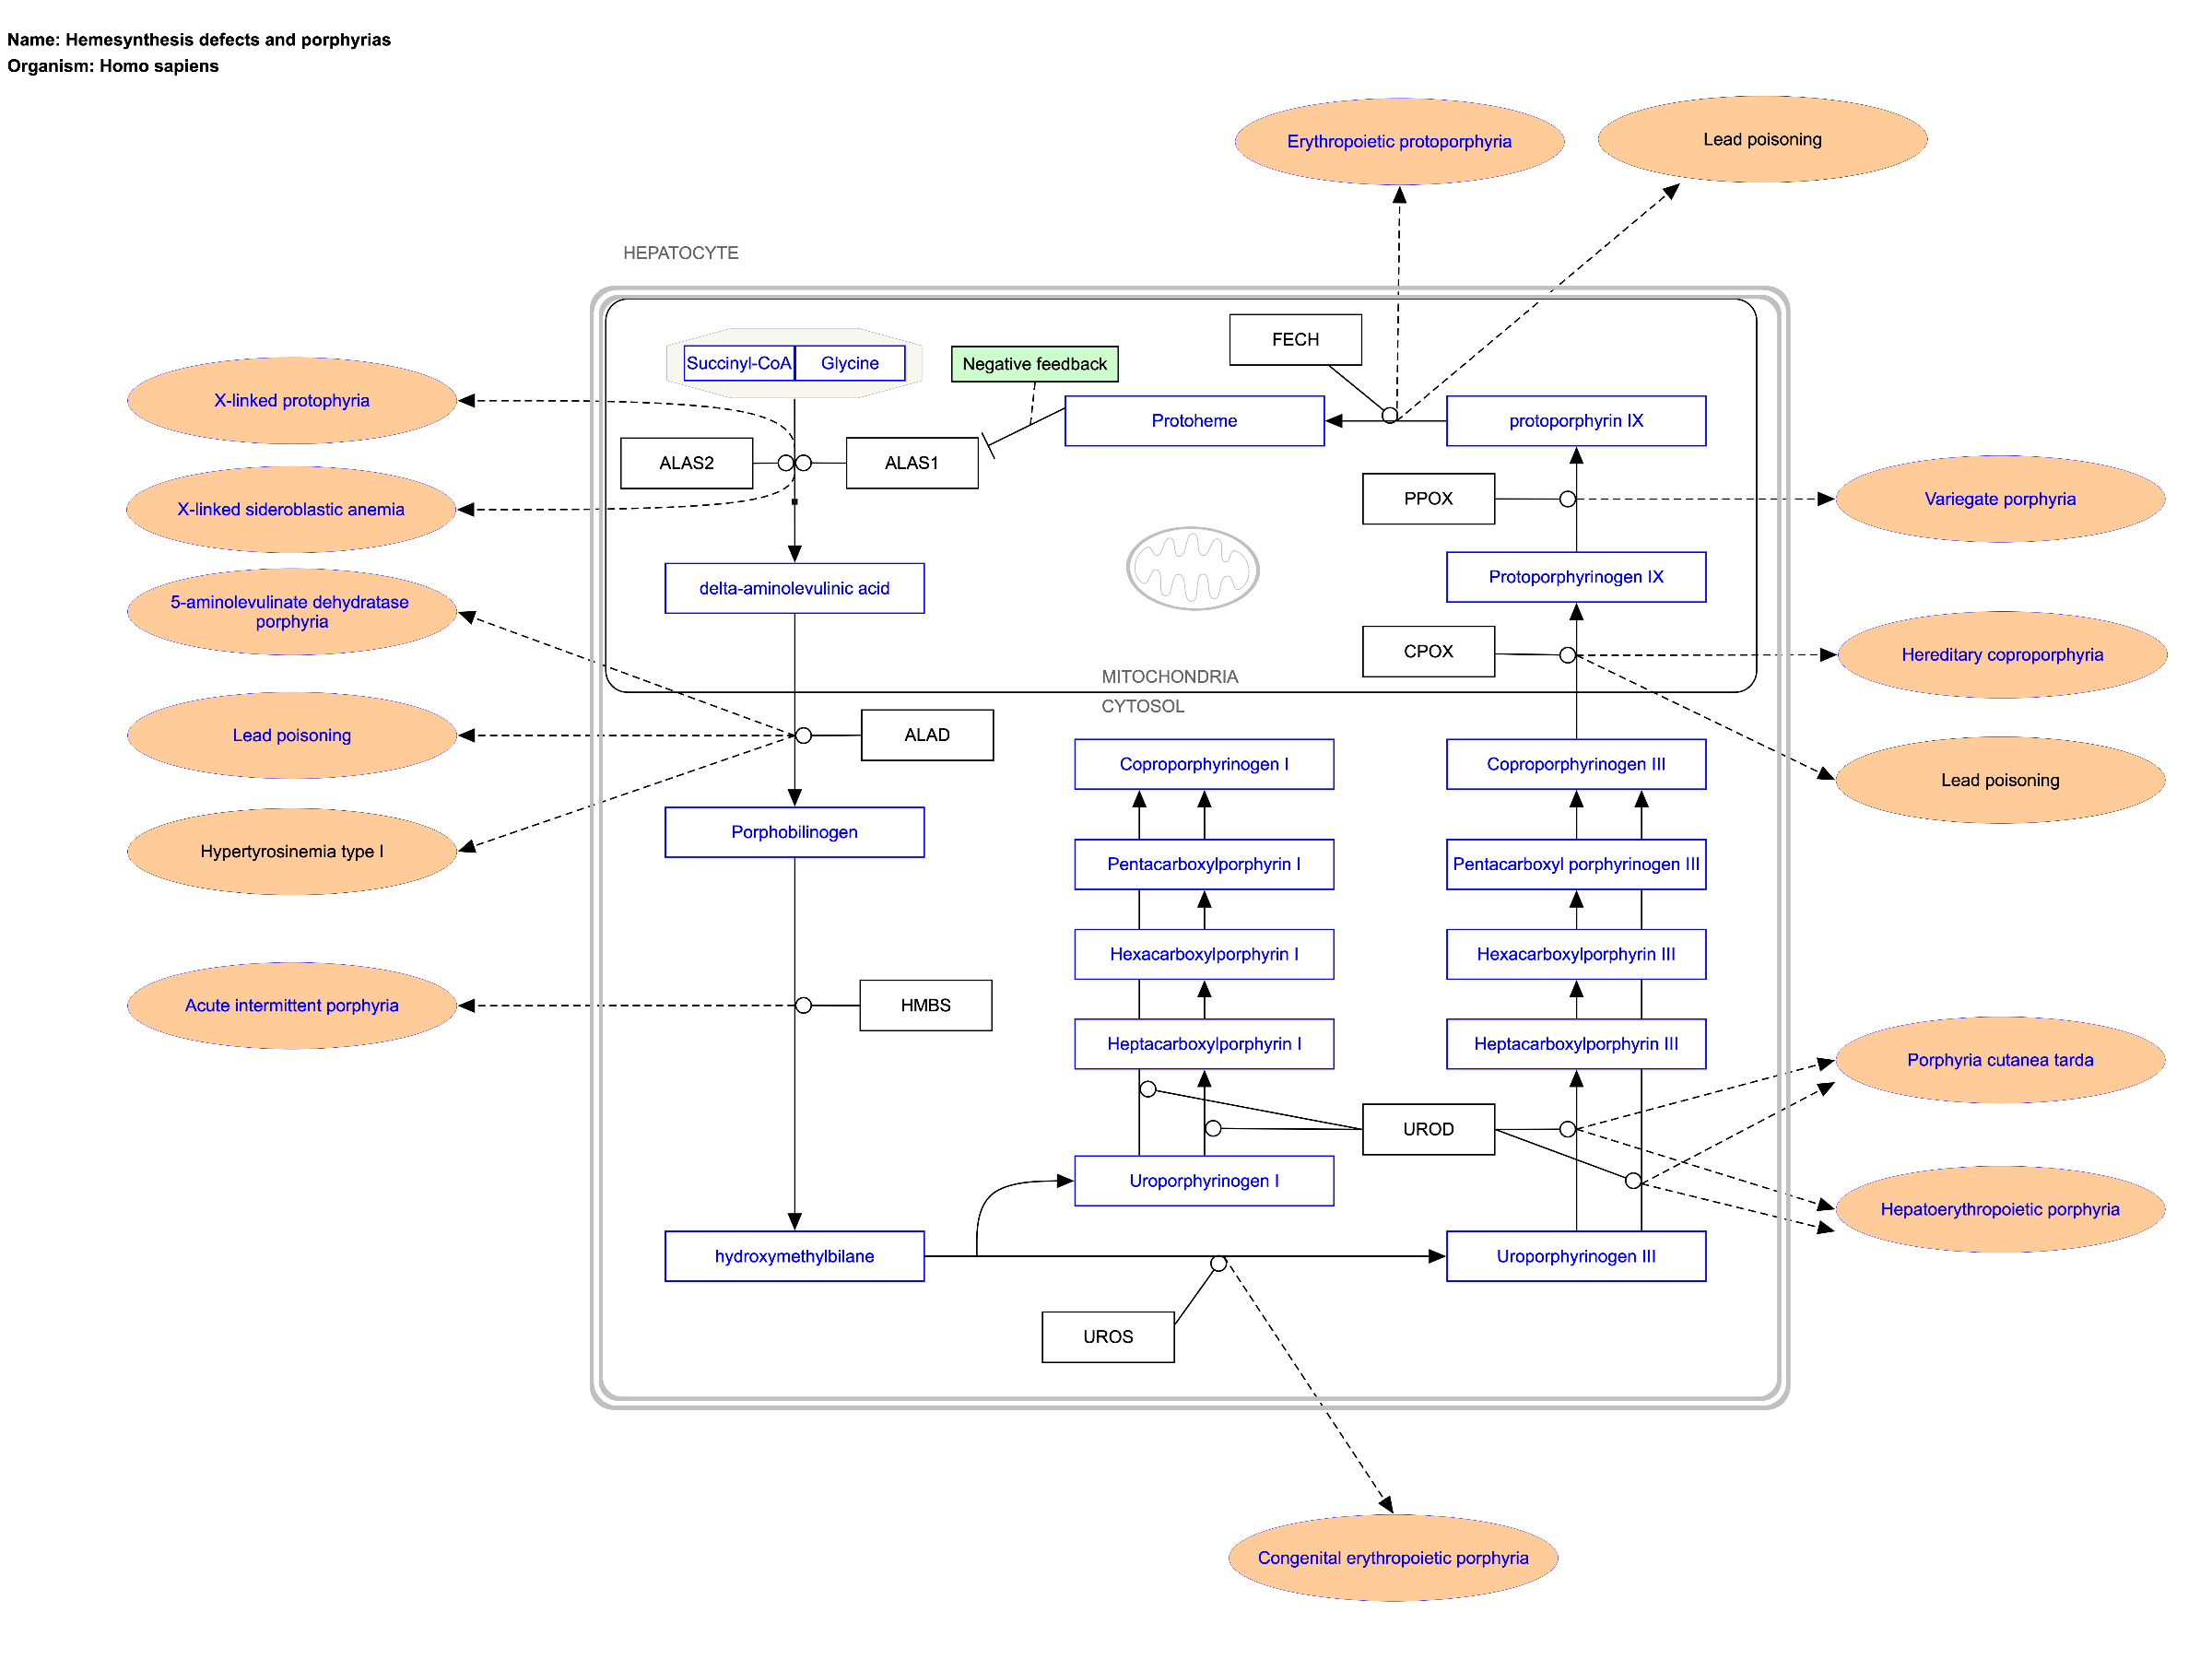 Name: Hemesynthesis defects and porphyrias
Organism: Homo sapiens
Erythropoietic protoporphyria
Lead poisoning
HEPATOCYTE
FECH
Succinyl-CoA
Glycine
Negative feedback
X-linked protophyria
Protoheme
protoporphyrin IX
ALAS2
ALAS1
PPOX
Variegate porphyria
X-linked sideroblastic anemia
delta-aminolevulinic acid
Protoporphyrinogen IX
5-aminolevulinate dehydratase
porphyria
CPOX
Hereditary coproporphyria
MITOCHONDRIA
CYTOSOL
Lead poisoning
ALAD
Coproporphyrinogen I
Coproporphyrinogen III
Lead poisoning
Porphobilinogen
Hypertyrosinemia type I
Pentacarboxylporphyrin I
Pentacarboxyl porphyrinogen III
Hexacarboxylporphyrin I
Hexacarboxylporphyrin III
Acute intermittent porphyria
HMBS
Heptacarboxylporphyrin I
Heptacarboxylporphyrin III
Porphyria cutanea tarda
UROD
Uroporphyrinogen I
Hepatoerythropoietic porphyria
hydroxymethylbilane
Uroporphyrinogen III
UROS
Congenital erythropoietic porphyria